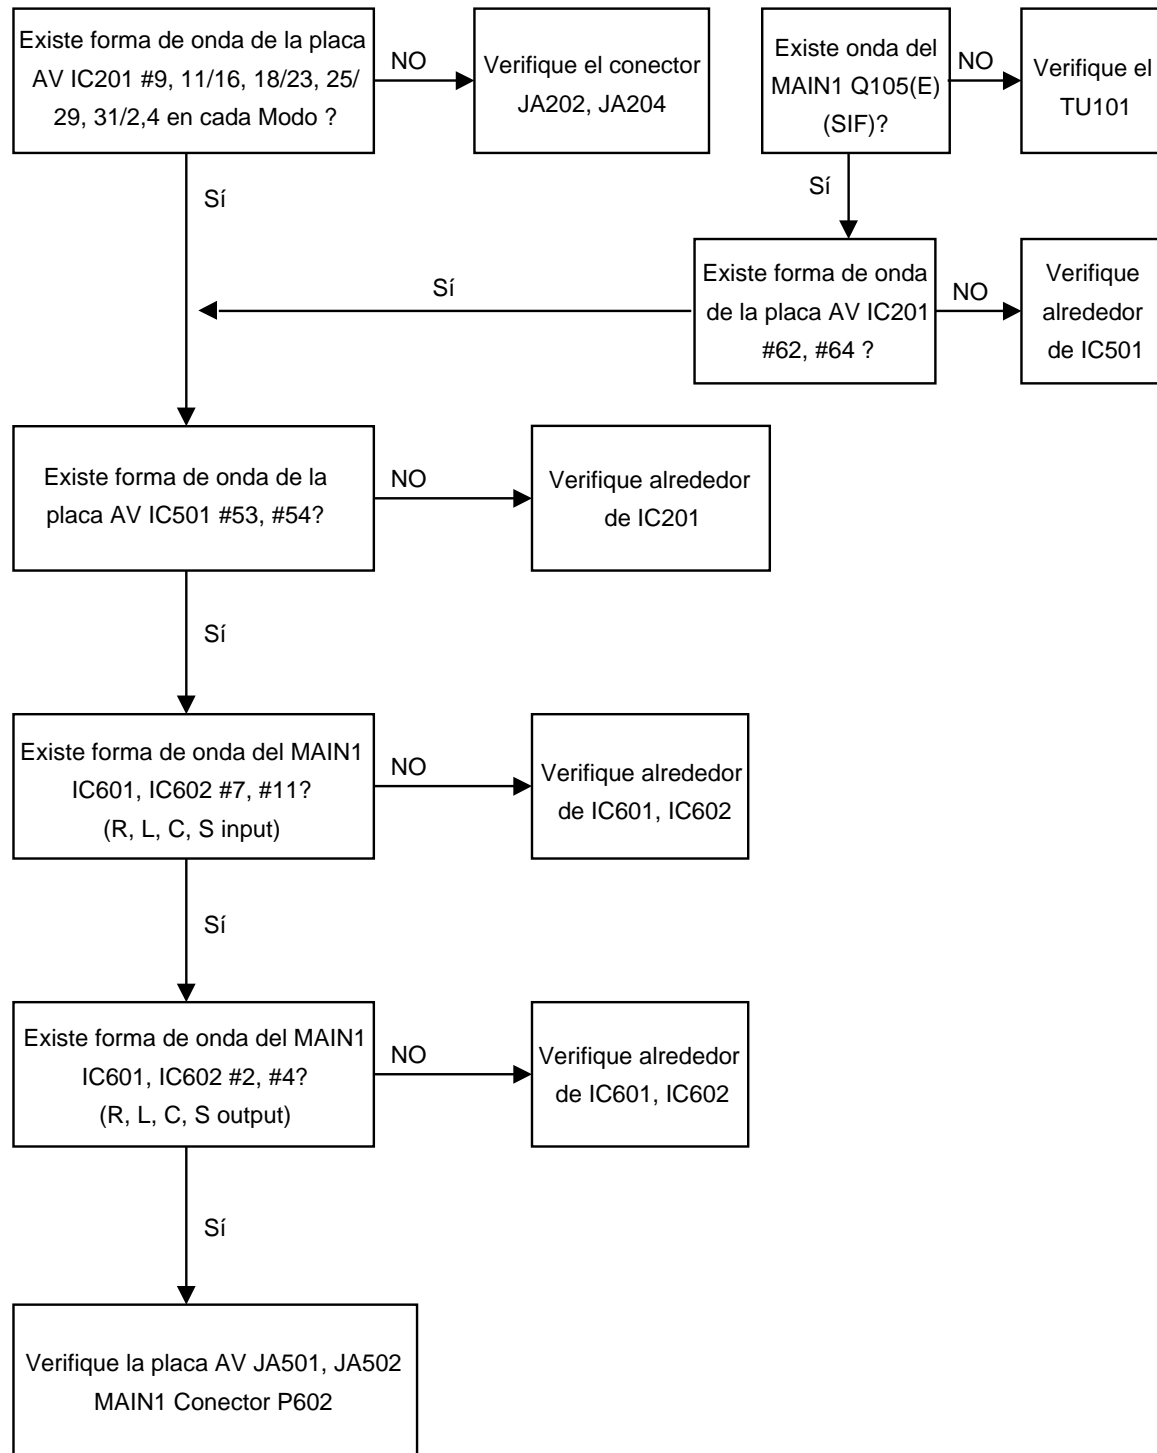 Existe forma de onda de la placa
AV IC201 #9, 11/16, 18/23, 25/
29, 31/2,4 en cada Modo ?
NO
Verifique el conector
JA202, JA204
Existe onda del
MAIN1 Q105(E)
(SIF)?
NO
Verifique el
TU101
Sí
Sí
Existe forma de onda
de la placa AV IC201
#62, #64 ?
NO
Verifique
alrededor
de IC501
Sí
Existe forma de onda de la
placa AV IC501 #53, #54?
NO
Verifique alrededor
de IC201
Sí
Existe forma de onda del MAIN1
IC601, IC602 #7, #11?
(R, L, C, S input)
NO
Verifique alrededor
de IC601, IC602
Sí
Existe forma de onda del MAIN1
IC601, IC602 #2, #4?
(R, L, C, S output)
NO
Verifique alrededor
de IC601, IC602
Sí
Verifique la placa AV JA501, JA502
MAIN1 Conector P602